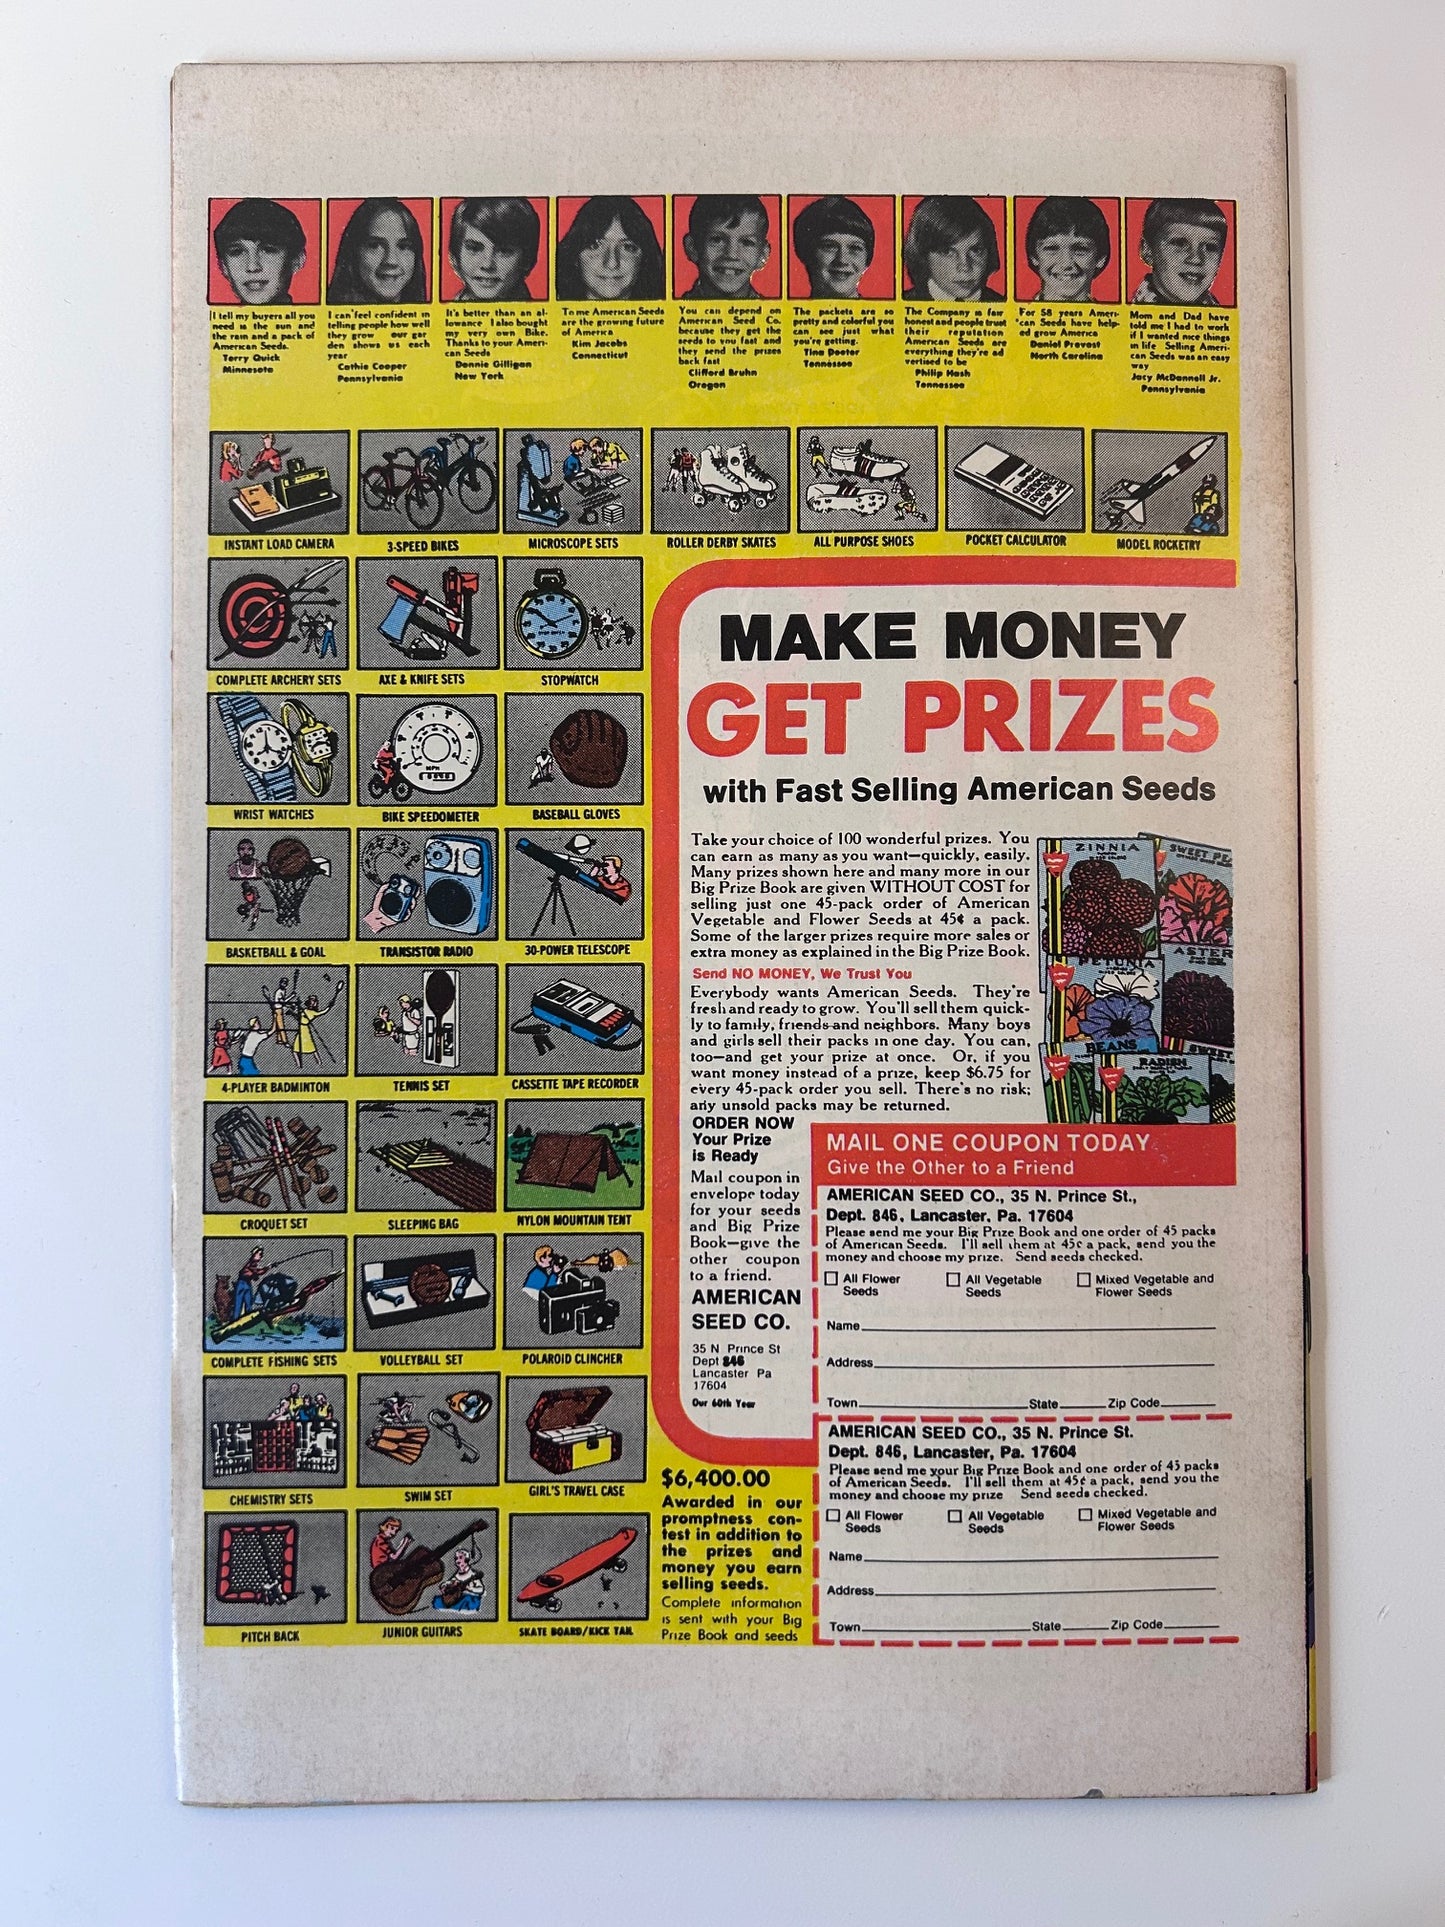 I tell my buyers all you
need is the sun and
the rain and a pack of
American Seeds.
Terry Quick
Minnesota
I can feel confident in
telling people how well
they grow our gar
den shows us each
year
Cathie Cooper
Pennsylvania
It's better than an al-
lowance I also bought
my very own Bike.
Thanks to your Ameri-
can Seeds
Donnie Gilligan
New York
To me American Seeds
are the growing future
of America
Kim Jacobs
Connecticut
You can depend on
American Seed Co.
because they get the
seeds to you fast and
they send the prizes
back fast
Clifford Bruhn
Oregon
The packets are so
pretty and colorful you
can see just what
you're getting.
Tina Deeter
Tennessee
The Company is fair
honest and people trust
their reputation
American Seeds are
everything they're ad
vertised to be
Philip Hash
Tennessee
For 58 years Ameri-
can Seeds have help-
ed grow America
Daniel Provost
North Carolina
Mom and Dad have
told me I had to work
if I wanted nice things
in life Selling Ameri-
can Seeds was an easy
way
Jacy McDannell Jr.
Pennsylvania
INSTANT LOAD CAMERA
3-SPEED BIKES
MICROSCOPE SETS
ROLLER DERBY SKATES
ALL PURPOSE SHOES
POCKET CALCULATOR
MODEL ROCKETRY
COMPLETE ARCHERY SETS
AXE & KNIFE SETS
STOPWATCH
WRIST WATCHES
BIKE SPEEDOMETER
BASEBALL GLOVES
BASKETBALL & GOAL
TRANSISTOR RADIO
30-POWER TELESCOPE
4-PLAYER BADMINTON
TENNIS SET
CASSETTE TAPE RECORDER
CROQUET SET
SLEEPING BAG
NYLON MOUNTAIN TENT
COMPLETE FISHING SETS
VOLLEYBALL SET
POLAROID CLINCHER
CHEMISTRY SETS
SWIM SET
GIRL'S TRAVEL CASE
PITCH BACK
JUNIOR GUITARS
SKATE BOARD/KICK TAIL
MPH
MAKE MONEY
GET PRIZES
with Fast Selling American Seeds
Take your choice of 100 wonderful prizes. You
can earn as many as you want—quickly, easily.
Many prizes shown here and many more in our
Big Prize Book are given WITHOUT COST for
selling just one 45-pack order of American
Vegetable and Flower Seeds at 45¢ a pack.
Some of the larger prizes require more sales or
extra money as explained in the Big Prize Book.
Send NO MONEY, We Trust You
Everybody wants American Seeds. They're
fresh and ready to grow. You'll sell them quick-
ly to family, friends and neighbors. Many boys
and girls sell their packs in one day. You can,
too—and get your prize at once. Or, if you
want money instead of a prize, keep $6.75 for
every 45-pack order you sell. There's no risk;
any unsold packs may be returned.
ZINNIA
SWEET PE
ASTER
PETUNIA
BEANS
RADISH
SWEET
ORDER NOW
Your Prize
is Ready
Mail coupon in
envelope today
for your seeds
and Big Prize
Book—give the
other coupon
to a friend.
AMERICAN
SEED CO.
35 N Prince St
Dept 846
Lancaster Pa
17604
Our 60th Year
$6,400.00
Awarded in our
promptness con-
test in addition to
the prizes and
money you earn
selling seeds.
Complete information
is sent with your Big
Prize Book and seeds
MAIL ONE COUPON TODAY
Give the Other to a Friend
AMERICAN SEED CO., 35 N. Prince St.,
Dept. 846, Lancaster, Pa. 17604
Please send me your Big Prize Book and one order of 45 packs
of American Seeds. I'll sell them at 45c a pack, send you the
money and choose my prize. Send seeds checked.
All Flower Seeds
All Vegetable Seeds
Mixed Vegetable and Flower Seeds
Name
Address
Town State Zip Code
AMERICAN SEED CO., 35 N. Prince St.
Dept. 846, Lancaster, Pa. 17604
Please send me your Big Prize Book and one order of 45 packs
of American Seeds. I'll sell them at 45¢ a pack, send you the
money and choose my prize Send seeds checked.
All Flower Seeds
All Vegetable Seeds
Mixed Vegetable and Flower Seeds
Name
Address
Town State Zip Code